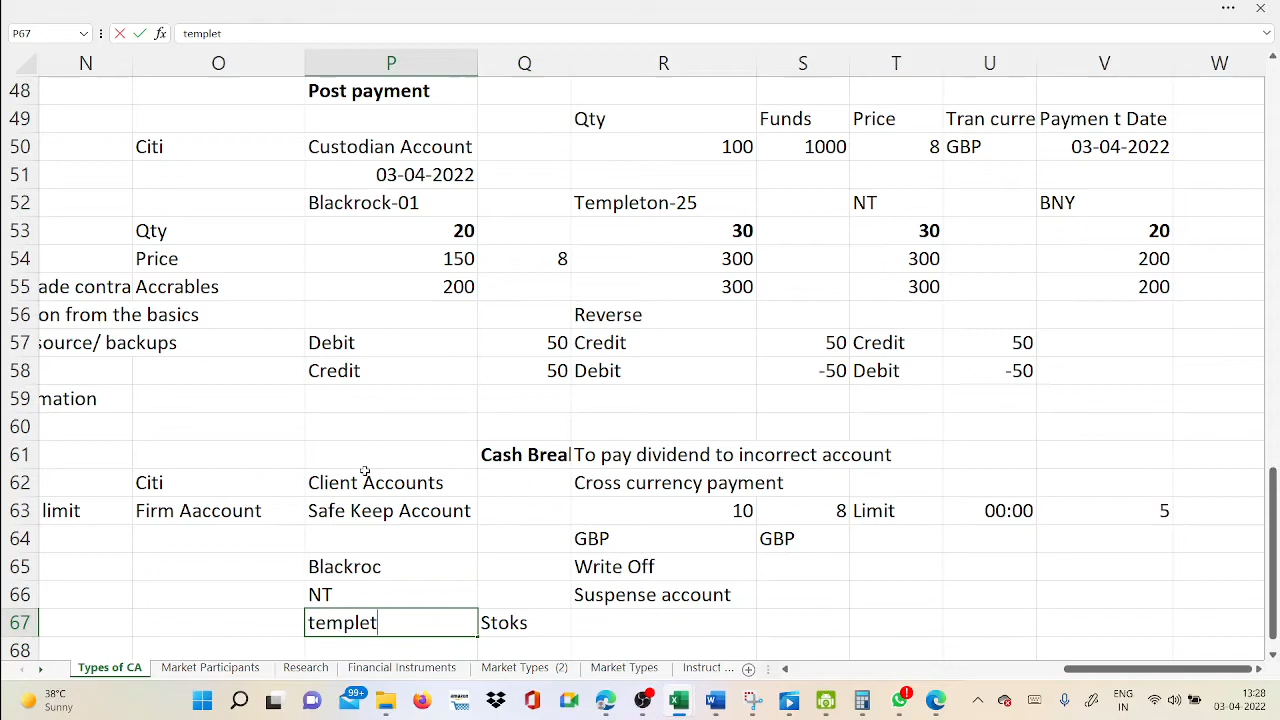 P67 fx templet
N O P Q R S T U V W
48 Post payment
49 Qty Funds Price Tran curre Paymen t Date
50 Citi Custodian Account 100 1000 8 GBP 03-04-2022
51 03-04-2022
52 Blackrock-01 Templeton-25 NT BNY
53 Qty 20 30 30 20
54 Price 150 8 300 300 200
55 ade contra Accrables 200 300 300 200
56 on from the basics Reverse
57 source/ backups Debit 50 Credit 50 Credit 50
58 Credit 50 Debit -50 Debit -50
59 mation
60
61 Cash Breal To pay dividend to incorrect account
62 Citi Client Accounts Cross currency payment
63 limit Firm Aaccount Safe Keep Account 10 8 Limit 00:00 5
64 GBP GBP
65 Blackroc Write Off
66 NT Suspense account
67 templet Stoks
68
Types of CA Market Participants Research Financial Instruments Market Types (2) Market Types Instruct ...
38°C
Sunny
99+
amazon
ENG
IN
13:28
03-04-2022